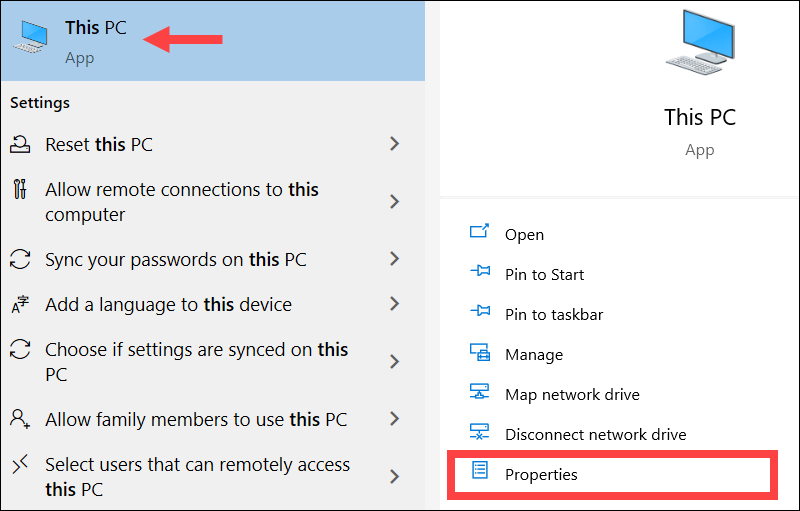 This PC
App
Settings
Reset this PC
Allow remote connections to this
computer
Sync your passwords on this PC
Add a language to this device
Choose if settings are synced on this
PC
Allow family members to use this PC
Select users that can remotely access
this PC
This PC
App
Open
Pin to Start
Pin to taskbar
Manage
Map network drive
Disconnect network drive
Properties